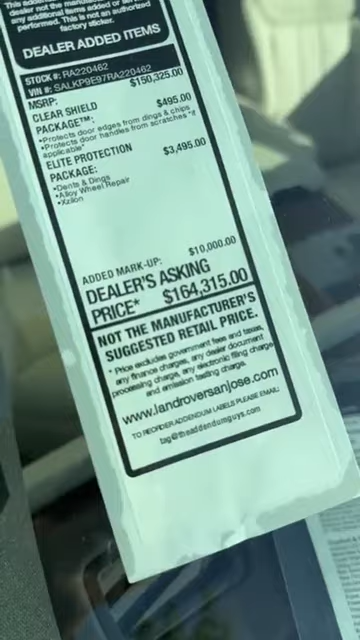 dealer not the manu
any additional items added or
performed. This is not an authorized
factory sticker.
DEALER ADDED ITEMS
STOCK #: RA220462
VIN #: SALKP9E97RA220462
MSRP: $150,325.00
CLEAR SHIELD $495.00
PACKAGE™:
•Protects door edges from dings & chips
•Protects door handles from scratches *if
applicable*
ELITE PROTECTION $3,495.00
PACKAGE:
•Dents & Dings
•Alloy Wheel Repair
•Xzilon
ADDED MARK-UP: $10,000.00
DEALER'S ASKING
PRICE* $164,315.00
NOT THE MANUFACTURER'S
SUGGESTED RETAIL PRICE.
* Price excludes government fees and taxes,
any finance charges, any dealer document
processing charge, any electronic filing charge
and emission testing charge.
www.landroversanjose.com
TO REORDER ADDENDUM LABELS PLEASE EMAIL:
tag@theaddendumguys.com